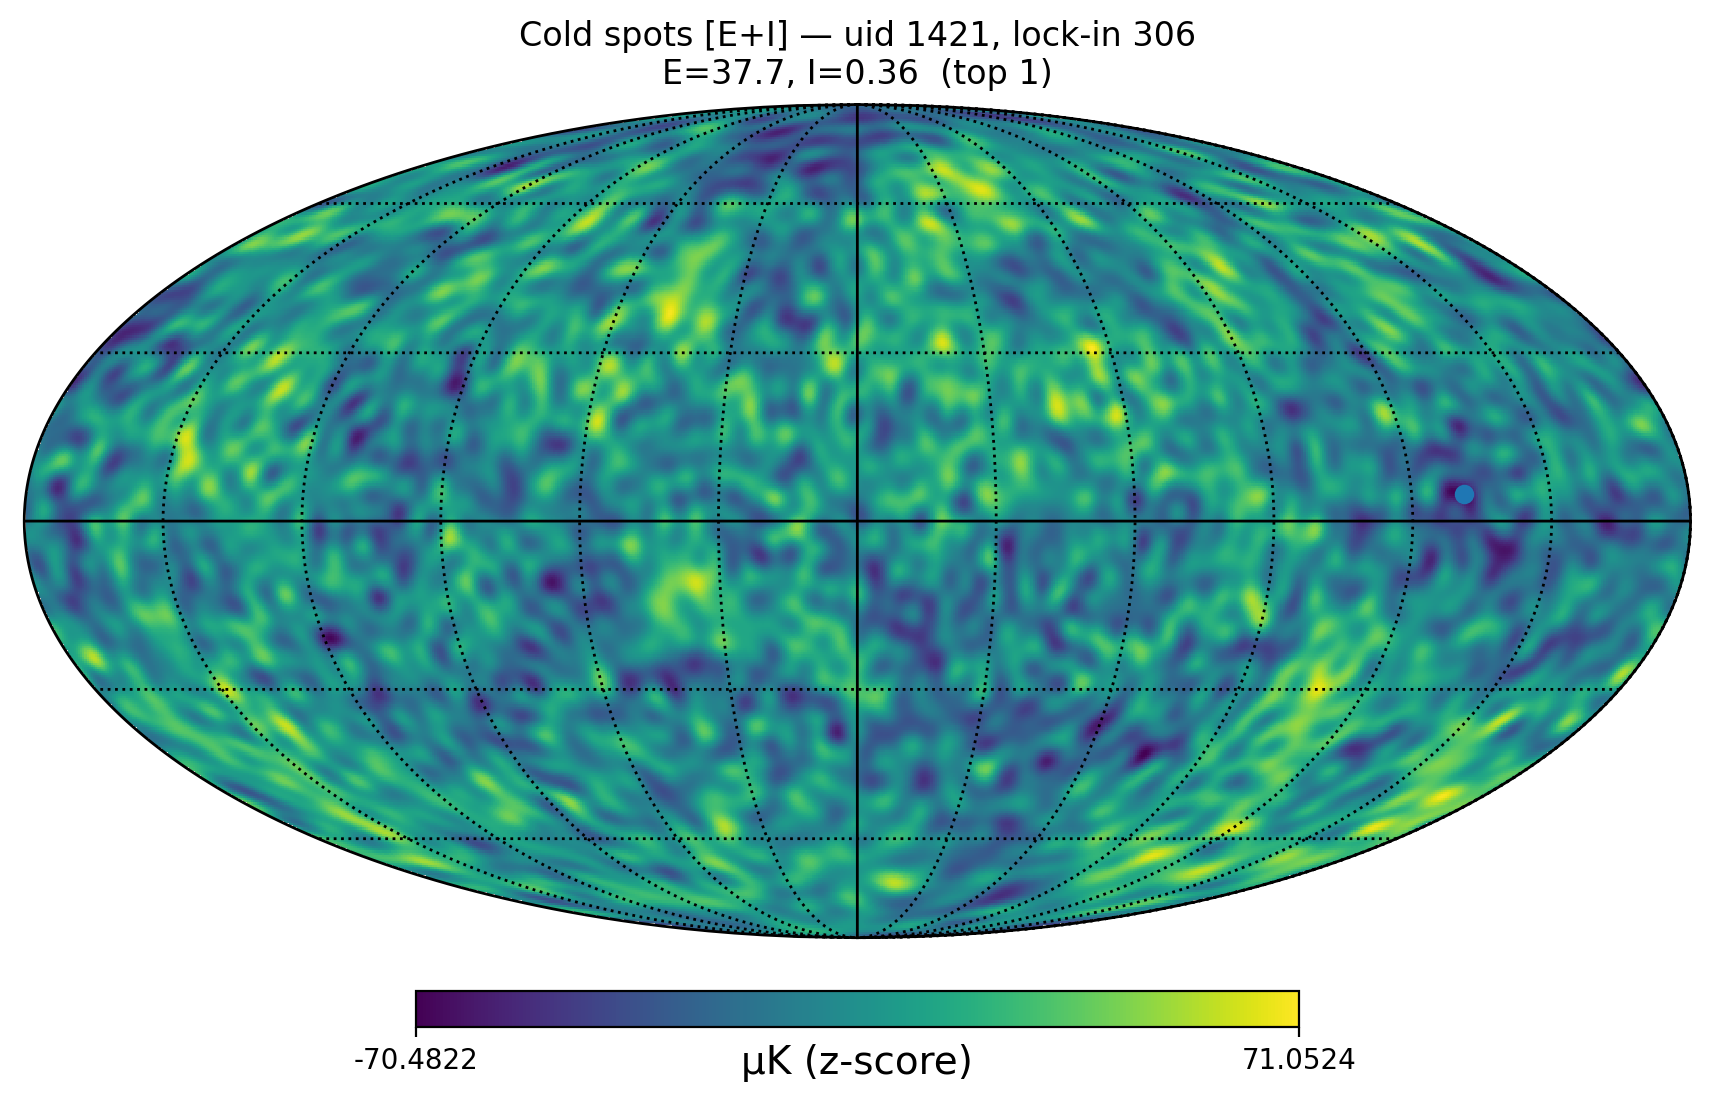 Cold spots [E+I] — uid 1421, lock-in 306
E=37.7, I=0.36  (top 1)
-70.4822
μK (z-score)
71.0524